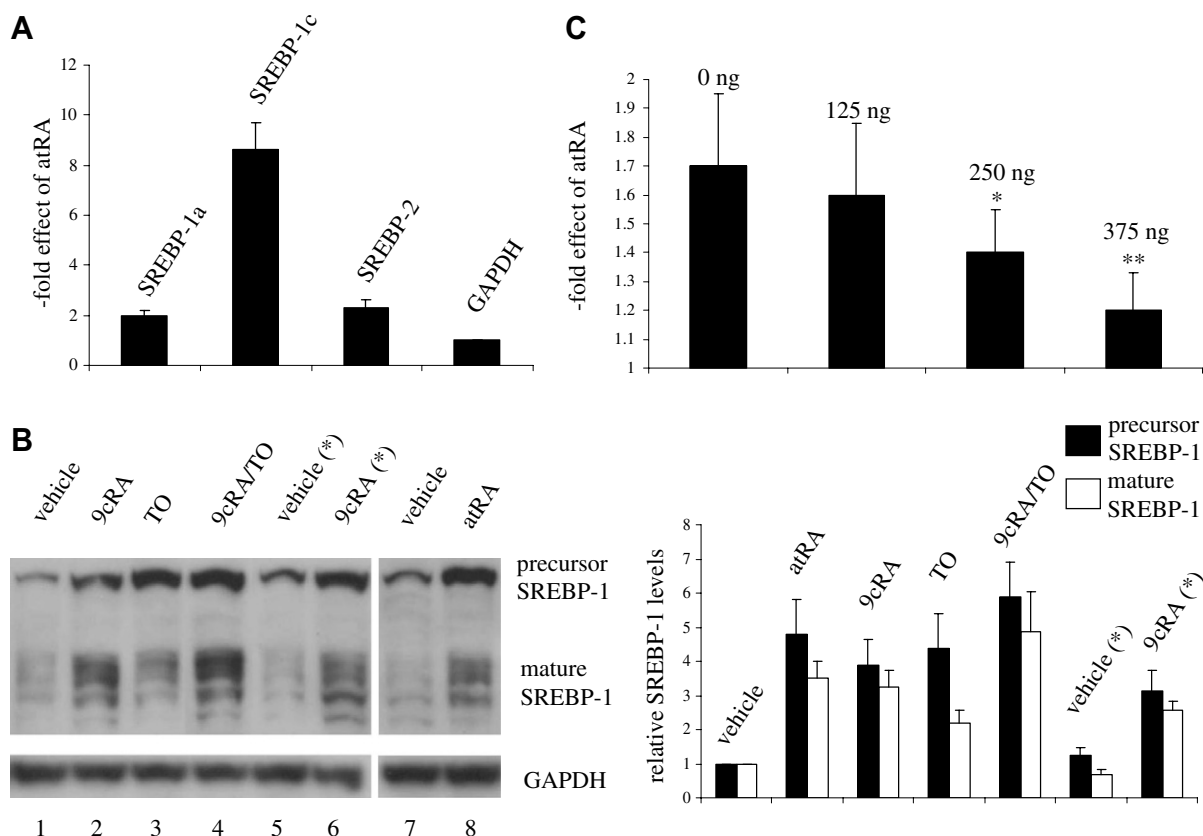 A
-fold effect of atRA
12
10
8
6
4
2
0
SREBP-1a
SREBP-1c
SREBP-2
GAPDH
C
-fold effect of atRA
2
1.9
1.8
1.7
1.6
1.5
1.4
1.3
1.2
1.1
1
0 ng
125 ng
250 ng
*
375 ng
**
B
vehicle
9cRA
TO
9cRA/TO
vehicle (*)
9cRA (*)
vehicle
atRA
precursor
SREBP-1
mature
SREBP-1
GAPDH
1 2 3 4 5 6 7 8
precursor
SREBP-1
mature
SREBP-1
relative SREBP-1 levels
8
7
6
5
4
3
2
1
0
vehicle
atRA
9cRA
TO
9cRA/TO
vehicle (*)
9cRA (*)